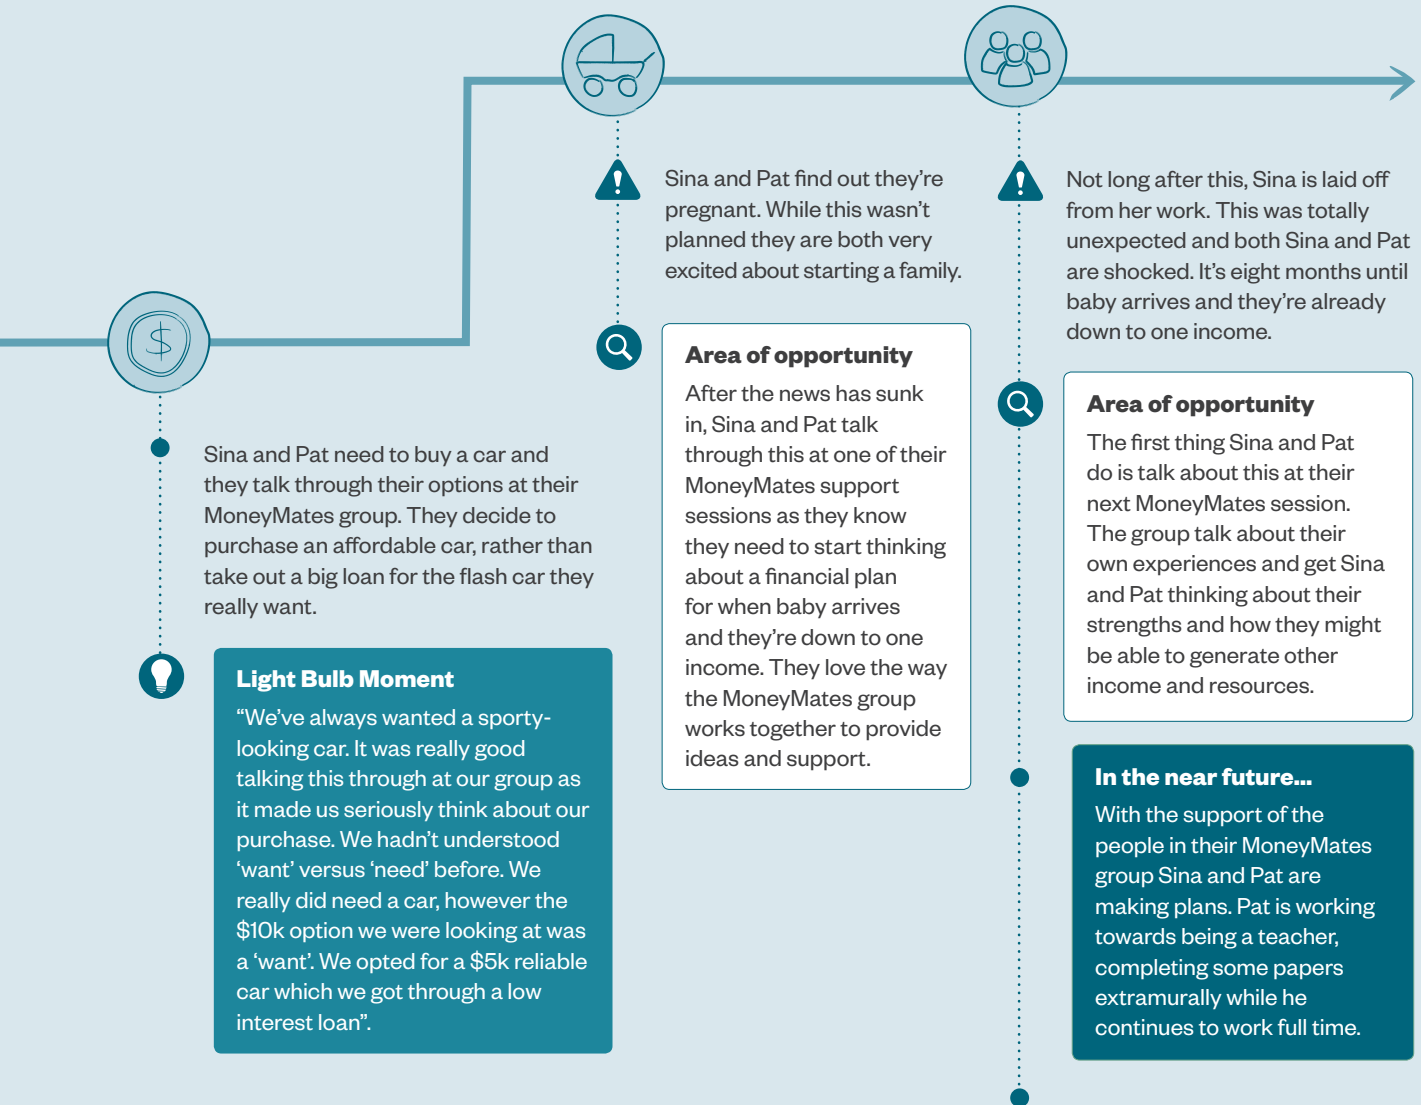 $
Sina and Pat need to buy a car and
they talk through their options at their
MoneyMates group. They decide to
purchase an affordable car, rather than
take out a big loan for the flash car they
really want.
Light Bulb Moment
“We’ve always wanted a sporty-
looking car. It was really good
talking this through at our group as
it made us seriously think about our
purchase. We hadn’t understood
‘want’ versus ‘need’ before. We
really did need a car, however the
$10k option we were looking at was
a ‘want’. We opted for a $5k reliable
car which we got through a low
interest loan”.
Sina and Pat find out they’re
pregnant. While this wasn’t
planned they are both very
excited about starting a family.
Area of opportunity
After the news has sunk
in, Sina and Pat talk
through this at one of their
MoneyMates support
sessions as they know
they need to start thinking
about a financial plan
for when baby arrives
and they’re down to one
income. They love the way
the MoneyMates group
works together to provide
ideas and support.
Not long after this, Sina is laid off
from her work. This was totally
unexpected and both Sina and Pat
are shocked. It’s eight months until
baby arrives and they’re already
down to one income.
Area of opportunity
The first thing Sina and Pat
do is talk about this at their
next MoneyMates session.
The group talk about their
own experiences and get Sina
and Pat thinking about their
strengths and how they might
be able to generate other
income and resources.
In the near future...
With the support of the
people in their MoneyMates
group Sina and Pat are
making plans. Pat is working
towards being a teacher,
completing some papers
extramurally while he
continues to work full time.